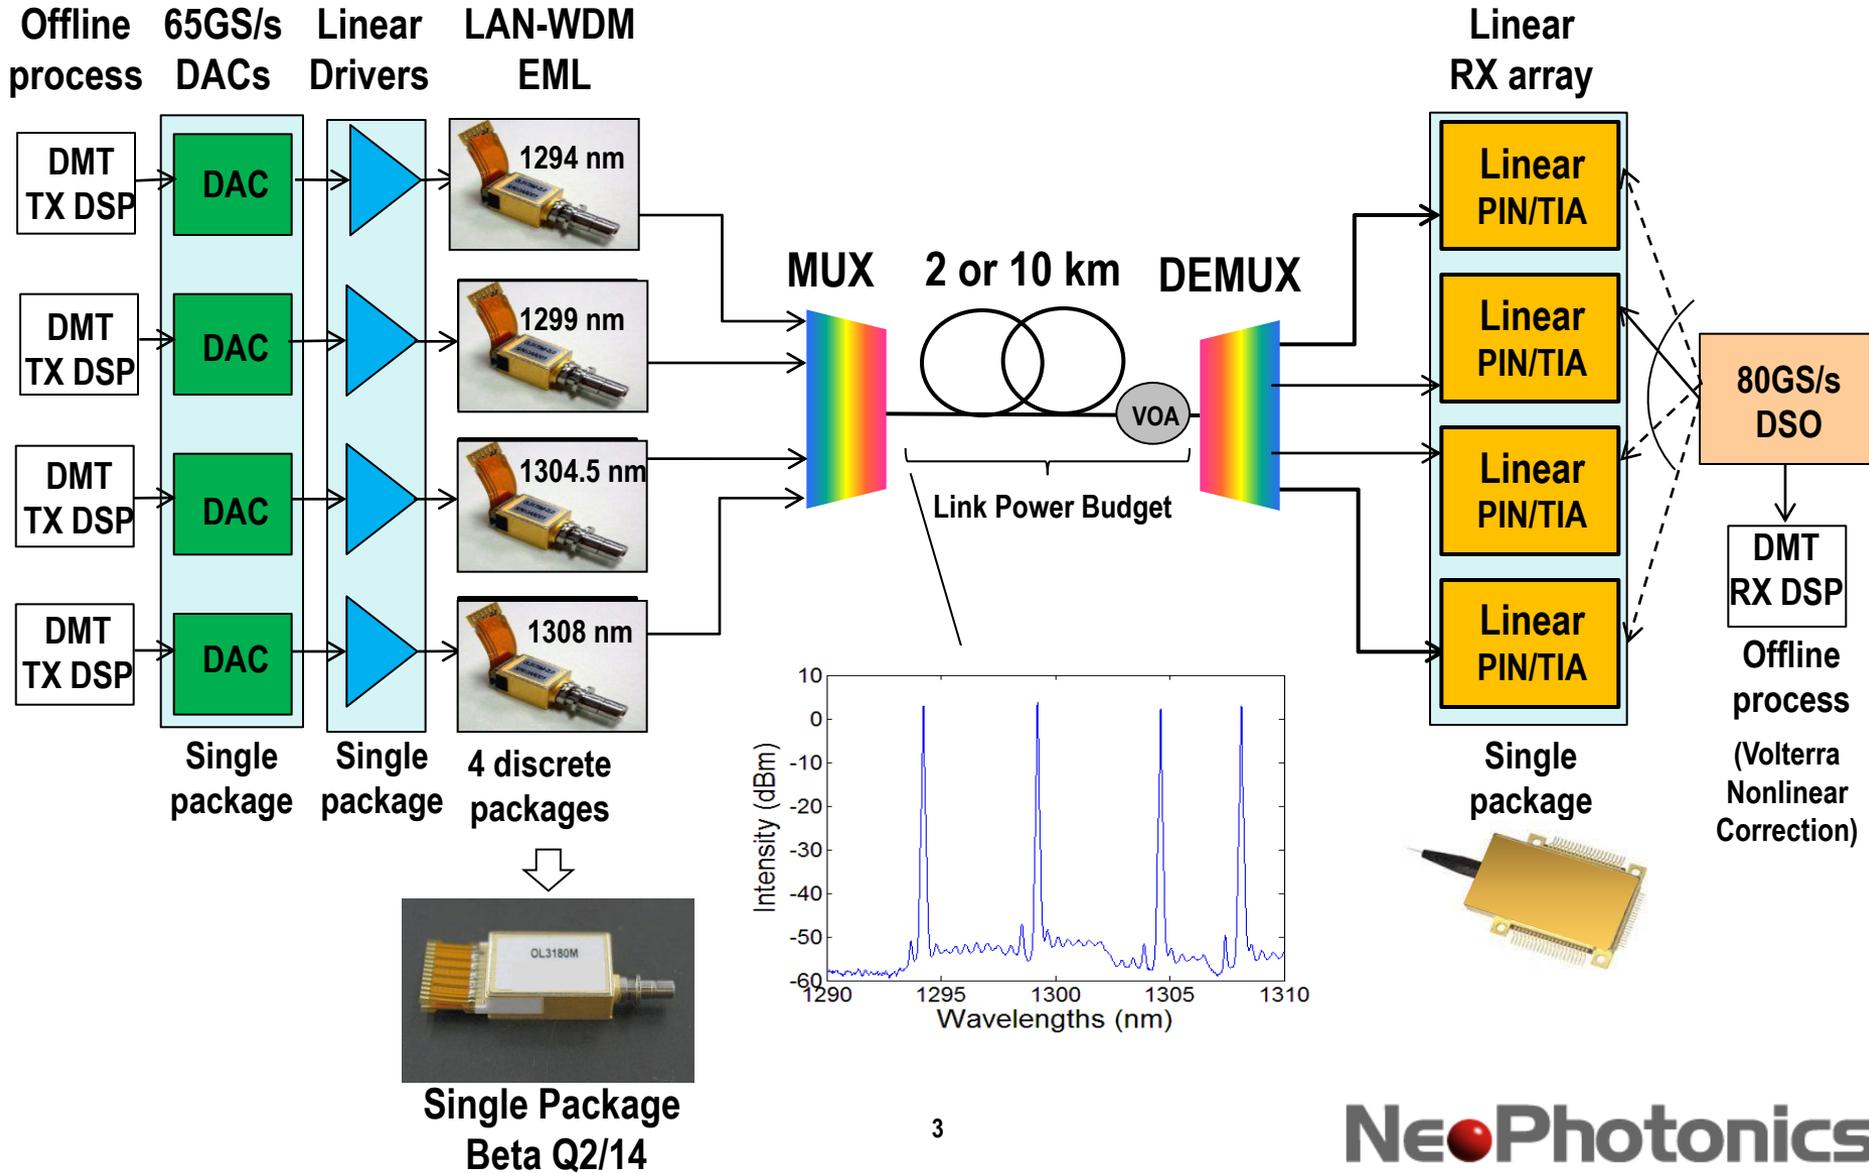 Offline
process
65GS/s
DACs
Linear
Drivers
LAN-WDM
EML
Linear
RX array
DMT
TX DSP
DAC
1294 nm
DMT
TX DSP
DAC
1299 nm
DMT
TX DSP
DAC
1304.5 nm
DMT
TX DSP
DAC
1308 nm
MUX
2 or 10 km
DEMUX
VOA
Link Power Budget
Linear
PIN/TIA
Linear
PIN/TIA
Linear
PIN/TIA
Linear
PIN/TIA
80GS/s
DSO
DMT
RX DSP
Offline
process
(Volterra
Nonlinear
Correction)
Single
package
Single
package
4 discrete
packages
Single
package
10
0
-10
-20
-30
-40
-50
-60
Intensity (dBm)
1290
1295
1300
1305
1310
Wavelengths (nm)
OL3180M
Single Package
Beta Q2/14
3
NeoPhotonics